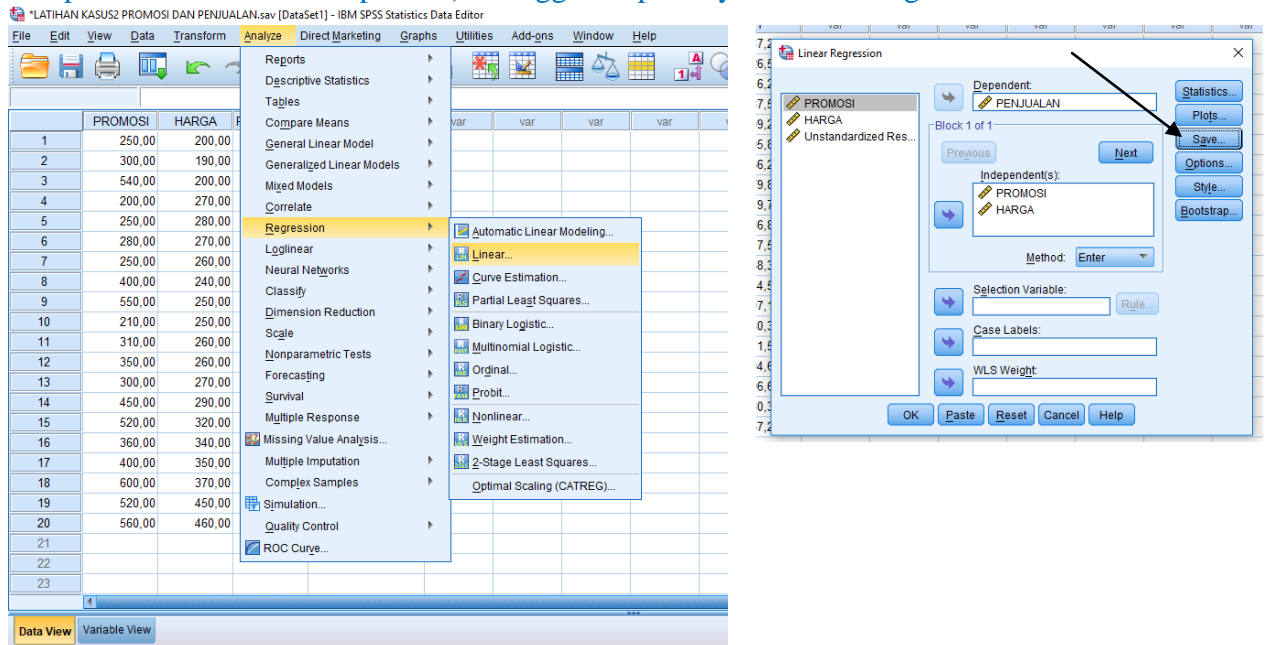 *LATIHAN KASUS2 PROMOSI DAN PENJUALAN.sav [DataSet1] - IBM SPSS Statistics Data Editor
File Edit View Data Transform Analyze Direct Marketing Graphs Utilities Add-ons Window Help
PROMOSI HARGA
1 250,00 200,00
2 300,00 190,00
3 540,00 200,00
4 200,00 270,00
5 250,00 280,00
6 280,00 270,00
7 250,00 260,00
8 400,00 240,00
9 550,00 250,00
10 210,00 250,00
11 310,00 260,00
12 350,00 260,00
13 300,00 270,00
14 450,00 290,00
15 520,00 320,00
16 360,00 340,00
17 400,00 350,00
18 600,00 370,00
19 520,00 450,00
20 560,00 460,00
21
22
23
var var var var
Reports
Descriptive Statistics
Tables
Compare Means
General Linear Model
Generalized Linear Models
Mixed Models
Correlate
Regression
Loglinear
Neural Networks
Classify
Dimension Reduction
Scale
Nonparametric Tests
Forecasting
Survival
Multiple Response
Missing Value Analysis...
Multiple Imputation
Complex Samples
Simulation...
Quality Control
ROC Curve...
Automatic Linear Modeling...
Linear...
Curve Estimation...
Partial Least Squares...
Binary Logistic...
Multinomial Logistic...
Ordinal...
Probit...
Nonlinear...
Weight Estimation...
2-Stage Least Squares...
Optimal Scaling (CATREG)...
Data View Variable View
Linear Regression
PROMOSI
HARGA
Unstandardized Res...
Dependent:
PENJUALAN
Block 1 of 1
Previous Next
Independent(s):
PROMOSI
HARGA
Method: Enter
Selection Variable:
Rule...
Case Labels:
WLS Weight:
Statistics...
Plots...
Save...
Options...
Style...
Bootstrap...
OK Paste Reset Cancel Help